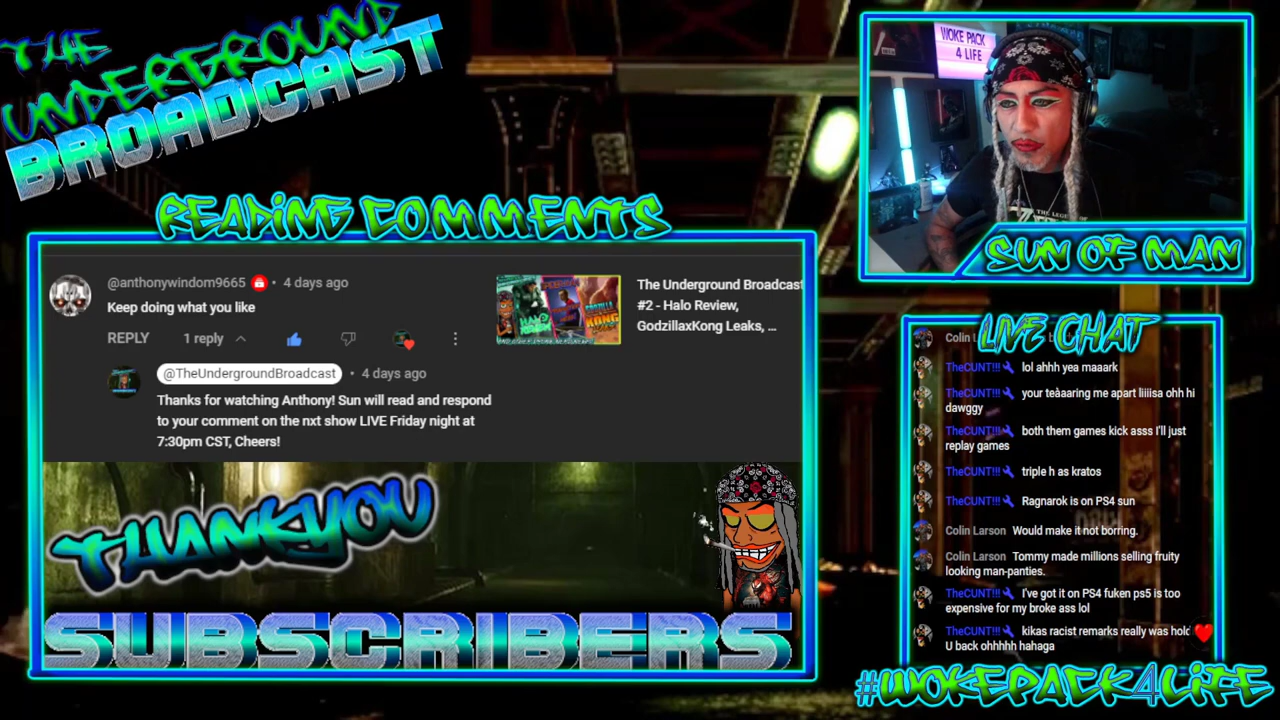 THE
UNDERGROUND
BROADCAST
READING COMMENTS
@anthonywindom9665 • 4 days ago
Keep doing what you like
REPLY 1 reply
@TheUndergroundBroadcast • 4 days ago
Thanks for watching Anthony! Sun will read and respond
to your comment on the nxt show LIVE Friday night at
7:30pm CST, Cheers!
The Underground Broadcast
#2 - Halo Review,
GodzillaxKong Leaks, ...
THANKYOU
SUBSCRIBERS
WOKE PACK
4 LIFE
THE LEGEND OF
SUN OF MAN
LIVE CHAT
Colin
TheCUNT!!! lol ahhh yea maaark
TheCUNT!!! your teàaaring me apart liiiisa ohh hi
dawggy
TheCUNT!!! both them games kick asss I'll just
replay games
TheCUNT!!! triple h as kratos
TheCUNT!!! Ragnarok is on PS4 sun
Colin Larson Would make it not borring.
Colin Larson Tommy made millions selling fruity
looking man-panties.
TheCUNT!!! I've got it on PS4 fuken ps5 is too
expensive for my broke ass lol
TheCUNT!!! kikas racist remarks really was hold
U back ohhhhh hahaga
#WOKEPACK4LIFE